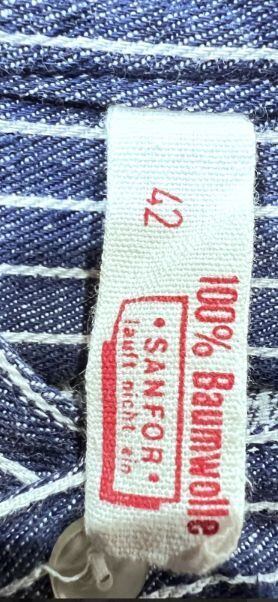 42
100% Baumwolle
• SANFOR •
läuft nicht ein